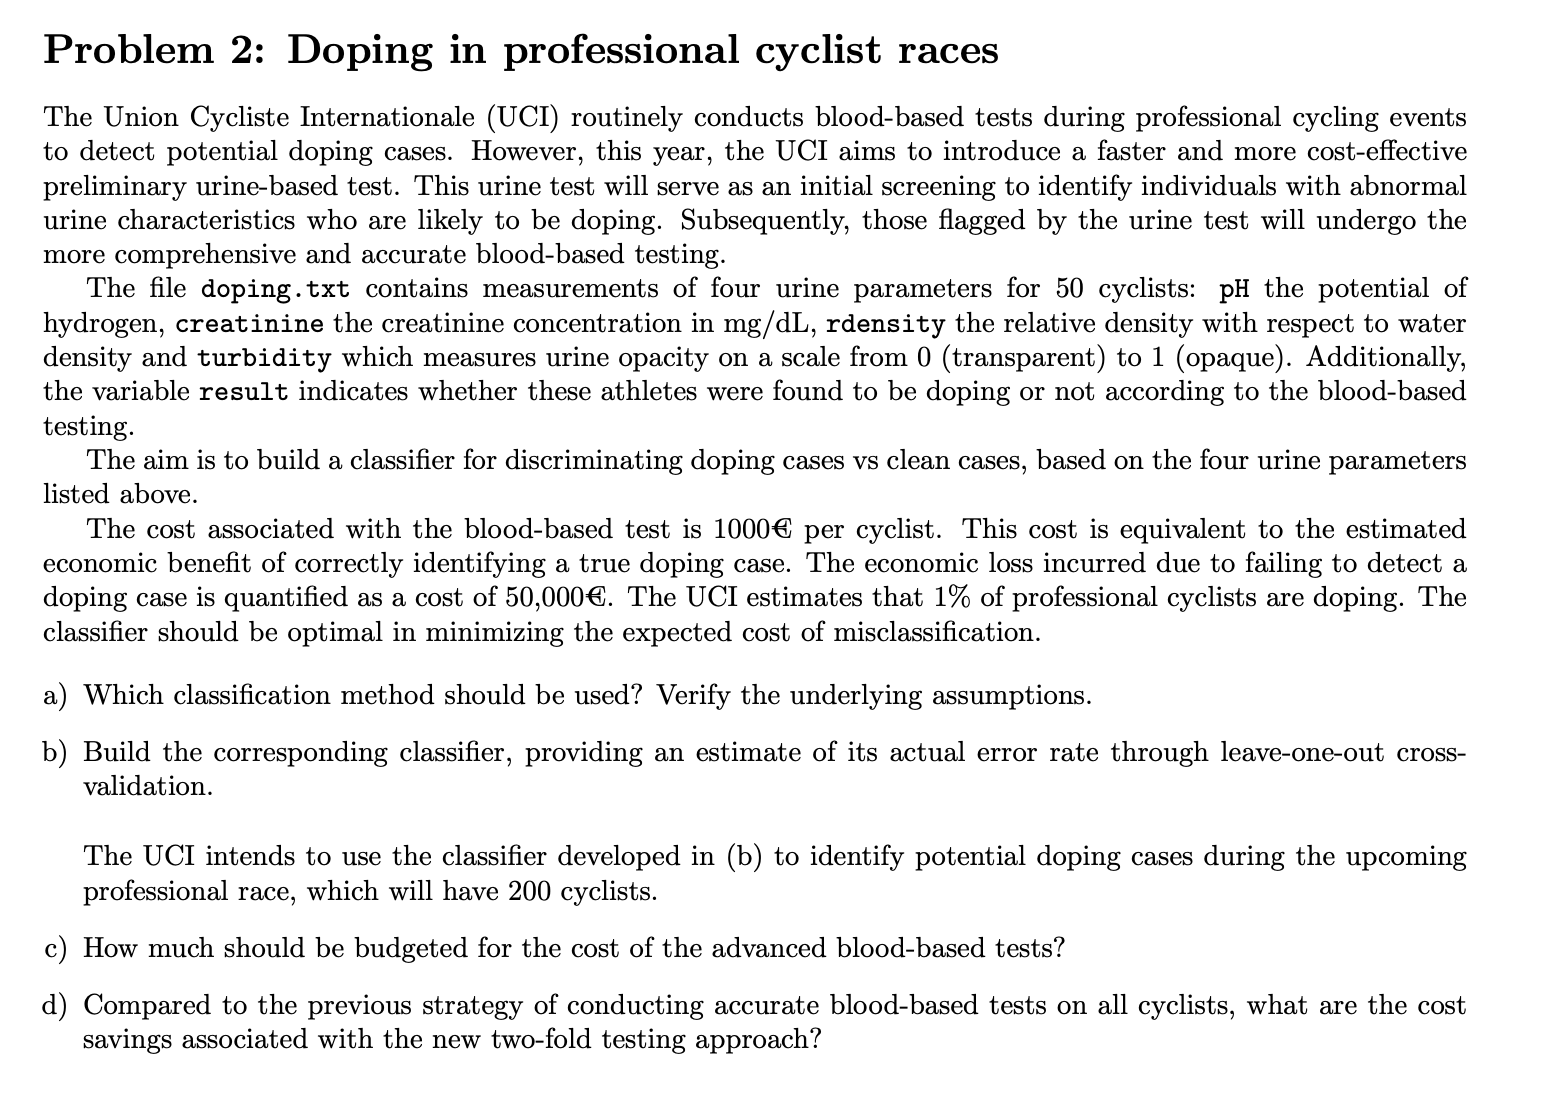 Problem 2: Doping in professional cyclist races
The Union Cycliste Internationale (UCI) routinely conducts blood-based tests during professional cycling events
to detect potential doping cases. However, this year, the UCI aims to introduce a faster and more cost-effective
preliminary urine-based test. This urine test will serve as an initial screening to identify individuals with abnormal
urine characteristics who are likely to be doping. Subsequently, those flagged by the urine test will undergo the
more comprehensive and accurate blood-based testing.
The file doping.txt contains measurements of four urine parameters for 50 cyclists: pH the potential of
hydrogen, creatinine the creatinine concentration in mg/dL, rdensity the relative density with respect to water
density and turbidity which measures urine opacity on a scale from 0 (transparent) to 1 (opaque). Additionally,
the variable result indicates whether these athletes were found to be doping or not according to the blood-based
testing.
The aim is to build a classifier for discriminating doping cases vs clean cases, based on the four urine parameters
listed above.
The cost associated with the blood-based test is 1000€ per cyclist. This cost is equivalent to the estimated
economic benefit of correctly identifying a true doping case. The economic loss incurred due to failing to detect a
doping case is quantified as a cost of 50,000€. The UCI estimates that 1% of professional cyclists are doping. The
classifier should be optimal in minimizing the expected cost of misclassification.
a) Which classification method should be used? Verify the underlying assumptions.
b) Build the corresponding classifier, providing an estimate of its actual error rate through leave-one-out cross-
validation.
The UCI intends to use the classifier developed in (b) to identify potential doping cases during the upcoming
professional race, which will have 200 cyclists.
c) How much should be budgeted for the cost of the advanced blood-based tests?
d) Compared to the previous strategy of conducting accurate blood-based tests on all cyclists, what are the cost
savings associated with the new two-fold testing approach?